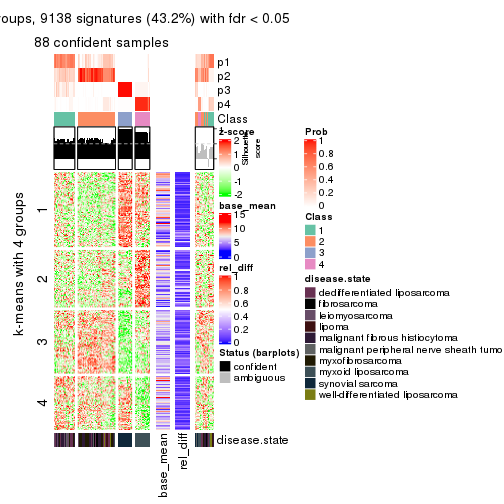 oups, 9138 signatures (43.2%) with fdr < 0.05
88 confident samples
p1
p2
p3
p4
Class
Silhouette score
z-score
2
1
0
-1
-2
base_mean
15
10
5
0
rel_diff
1
0.8
0.6
0.4
0.2
0
Status (barplots)
confident
ambiguous
Prob
1
0.8
0.6
0.4
0.2
0
Class
1
2
3
4
disease.state
dedifferentiated liposarcoma
fibrosarcoma
leiomyosarcoma
lipoma
malignant fibrous histiocytoma
malignant peripheral nerve sheath tumo
myxofibrosarcoma
myxoid liposarcoma
synovial sarcoma
well-differentiated liposarcoma
k-means with 4 groups
1
2
3
4
disease.state
base_mean
rel_diff